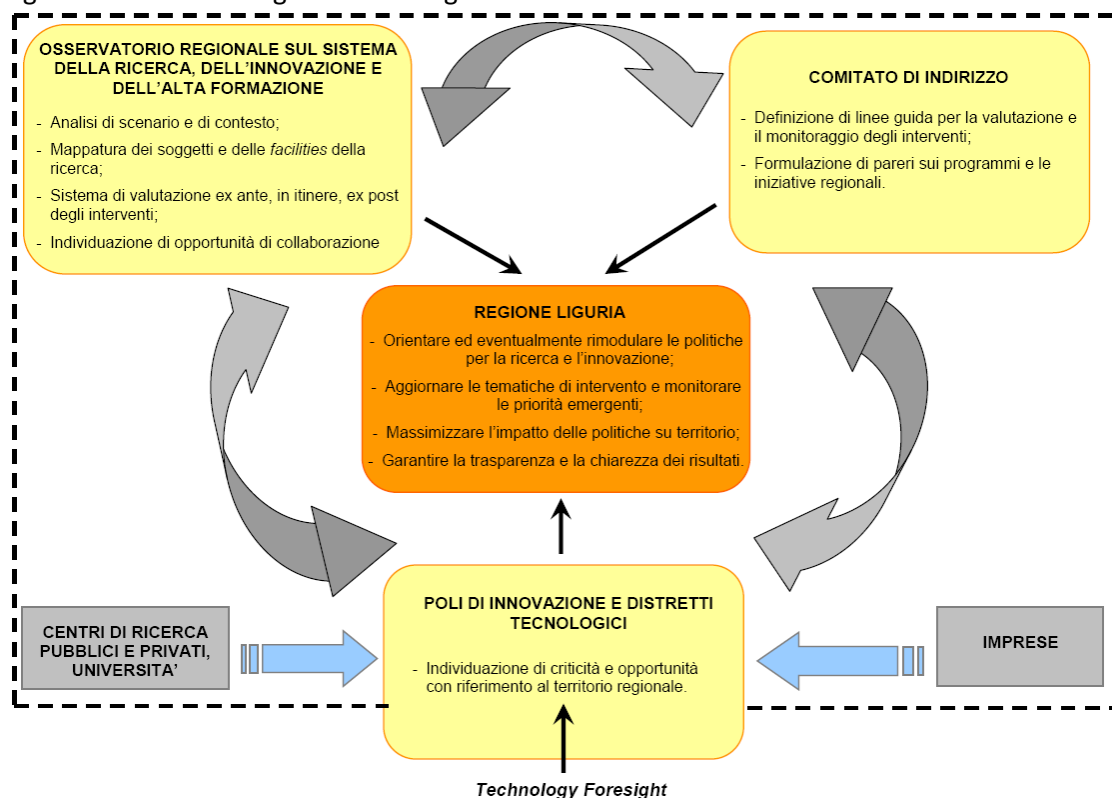 OSSERVATORIO REGIONALE SUL SISTEMA
DELLA RICERCA, DELL'INNOVAZIONE E
DELL'ALTA FORMAZIONE
- Analisi di scenario e di contesto;
- Mappatura dei soggetti e delle facilities della
ricerca;
- Sistema di valutazione ex ante, in itinere, ex post
degli interventi;
- Individuazione di opportunità di collaborazione
COMITATO DI INDIRIZZO
- Definizione di linee guida per la valutazione e
il monitoraggio degli interventi;
- Formulazione di pareri sui programmi e le
iniziative regionali.
REGIONE LIGURIA
- Orientare ed eventualmente rimodulare le politiche
per la ricerca e l'innovazione;
- Aggiornare le tematiche di intervento e monitorare
le priorità emergenti;
- Massimizzare l'impatto delle politiche su territorio;
- Garantire la trasparenza e la chiarezza dei risultati.
CENTRI DI RICERCA
PUBBLICI E PRIVATI,
UNIVERSITA'
POLI DI INNOVAZIONE E DISTRETTI
TECNOLOGICI
- Individuazione di criticità e opportunità
con riferimento al territorio regionale.
IMPRESE
Technology Foresight